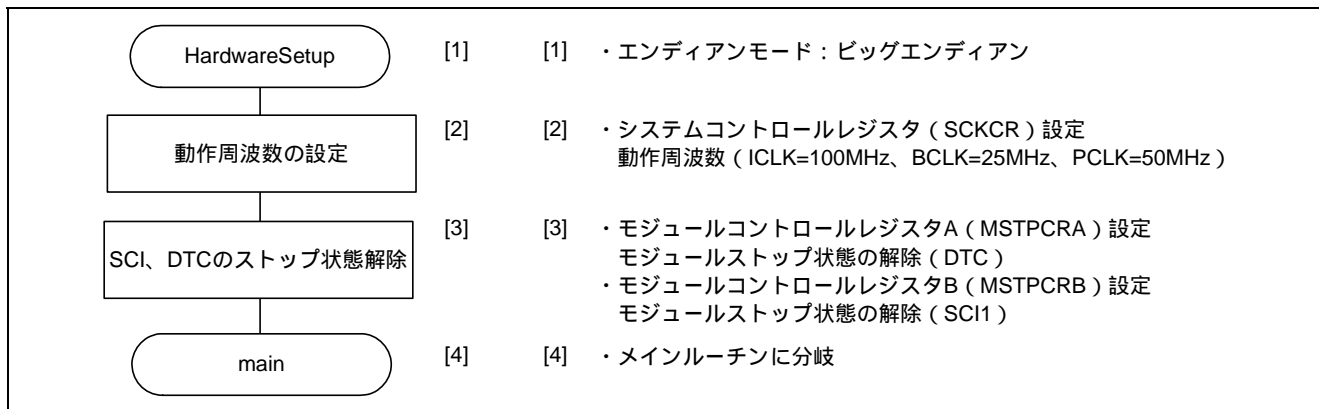 HardwareSetup [1] [1] ・エンディアンモード：ビッグエンディアン
動作周波数の設定 [2] [2] ・システムコントロールレジスタ（SCKCR）設定
動作周波数（ICLK=100MHz、BCLK=25MHz、PCLK=50MHz）
SCI、DTCのストップ状態解除 [3] [3] ・モジュールコントロールレジスタA（MSTPCRA）設定
モジュールストップ状態の解除（DTC）
・モジュールコントロールレジスタB（MSTPCRB）設定
モジュールストップ状態の解除（SCI1）
main [4] [4] ・メインルーチンに分岐